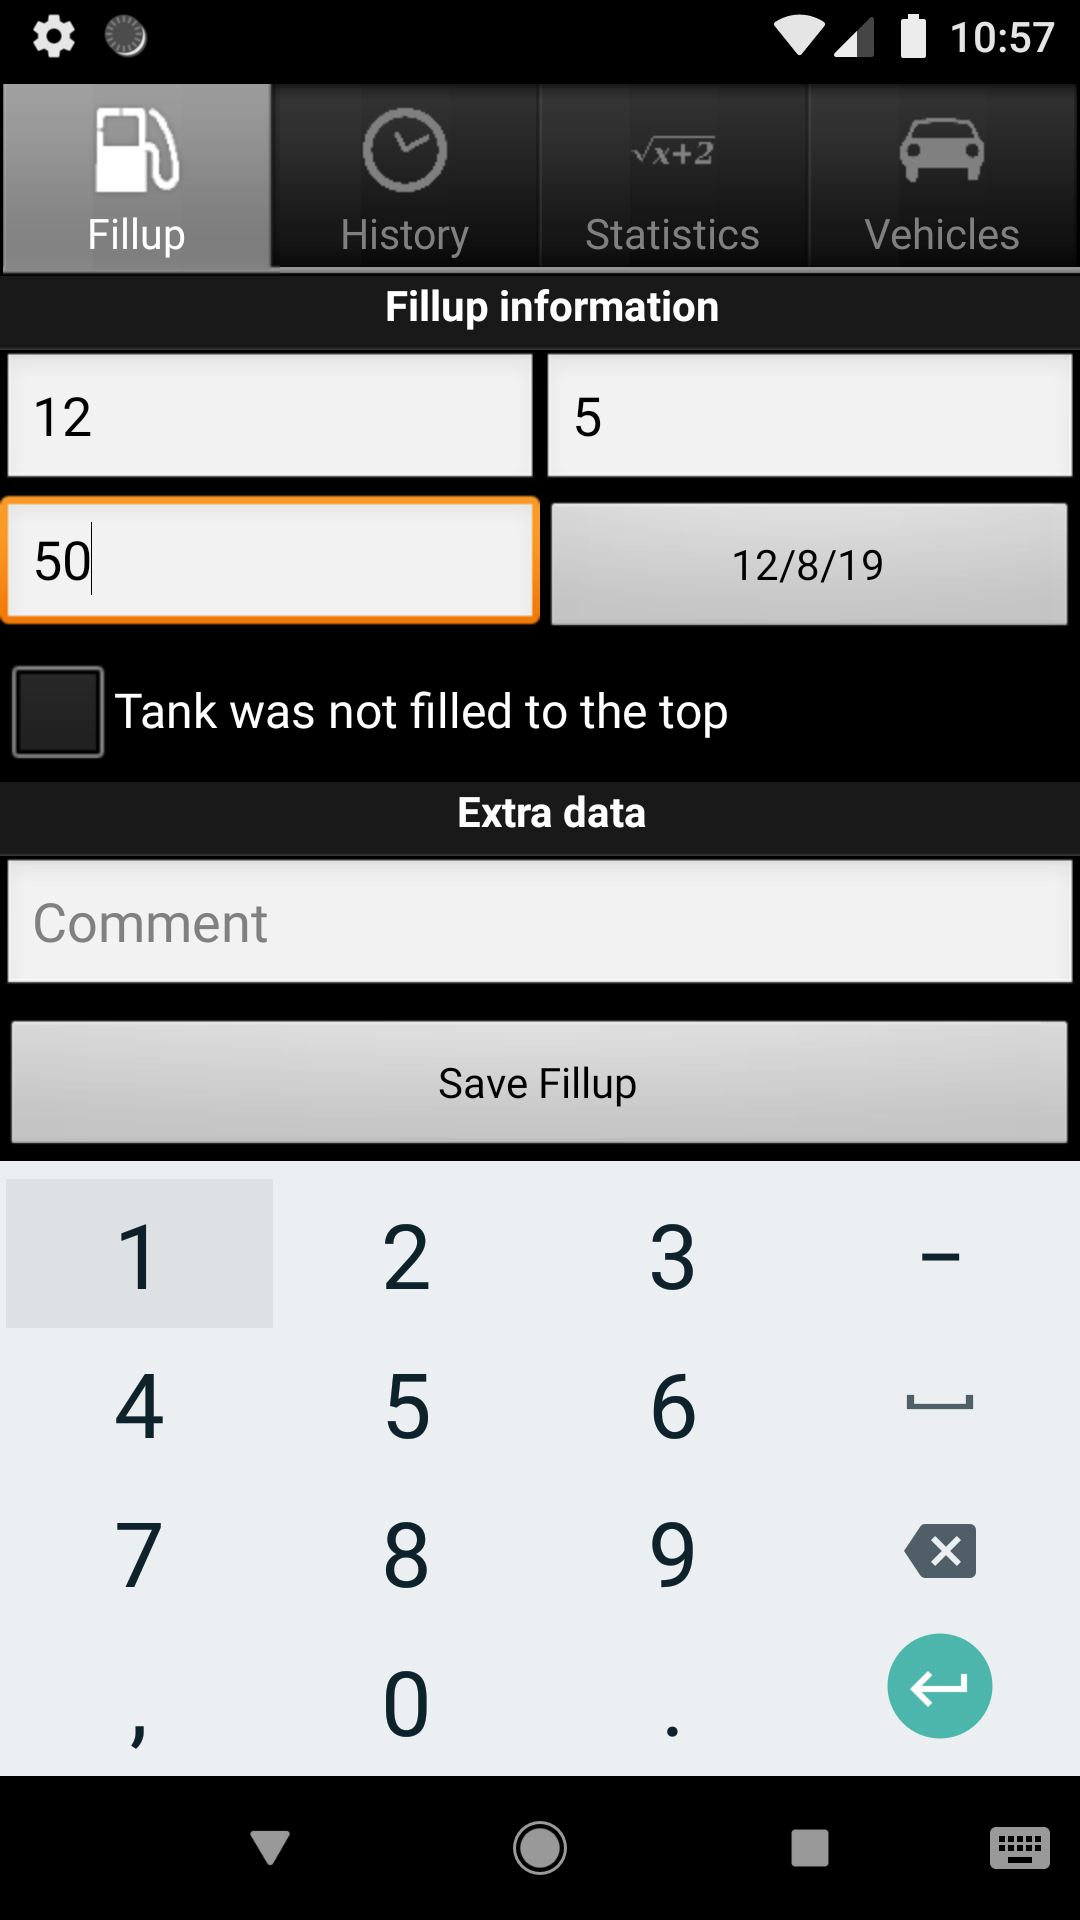 10:57
√x+2
Fillup
History
Statistics
Vehicles
Fillup information
12
5
50
12/8/19
Tank was not filled to the top
Extra data
Comment
Save Fillup
1 2 3 –
4 5 6
7 8 9
, 0 .